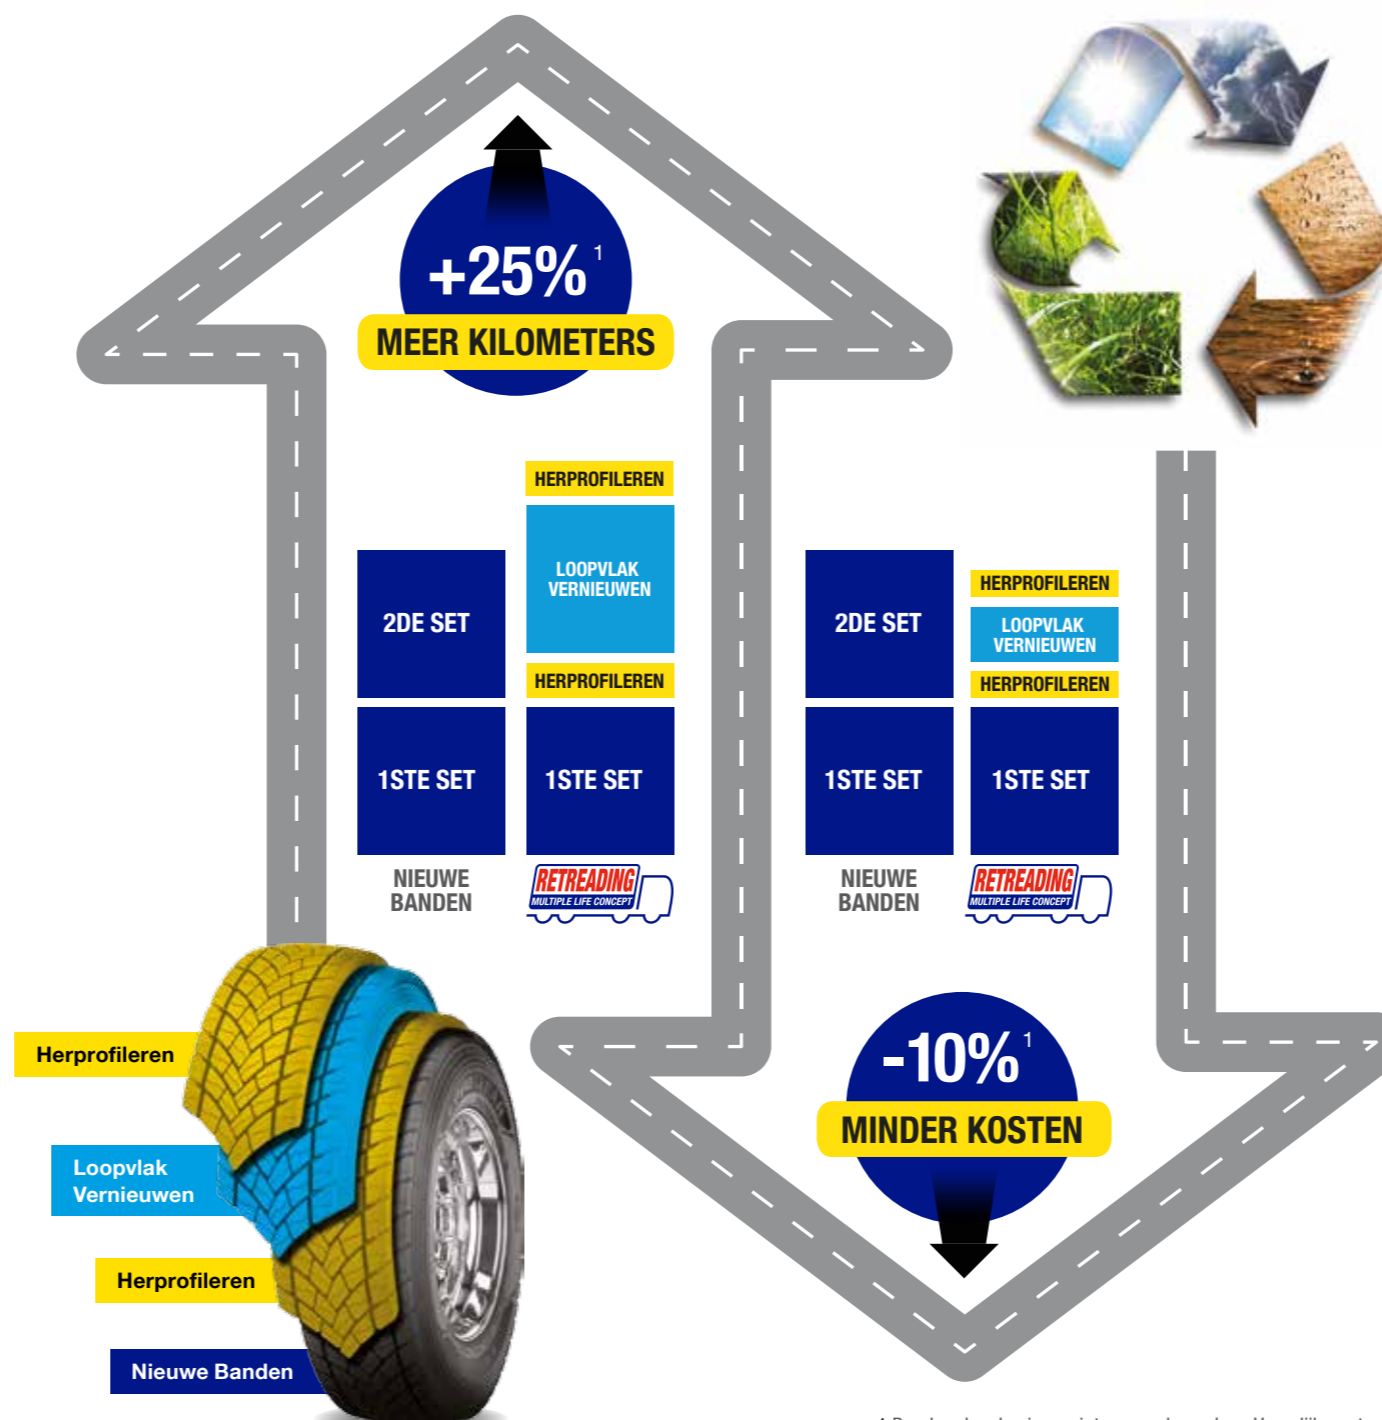 +25% 1
MEER KILOMETERS
HERPROFILEREN
LOOPVLAK
VERNIEUWEN
HERPROFILEREN
2DE SET
1STE SET
1STE SET
NIEUWE
BANDEN
RETREADING
MULTIPLE LIFE CONCEPT
HERPROFILEREN
LOOPVLAK
VERNIEUWEN
HERPROFILEREN
2DE SET
1STE SET
1STE SET
NIEUWE
BANDEN
RETREADING
MULTIPLE LIFE CONCEPT
-10% 1
MINDER KOSTEN
Herprofileren
Loopvlak
Vernieuwen
Herprofileren
Nieuwe Banden